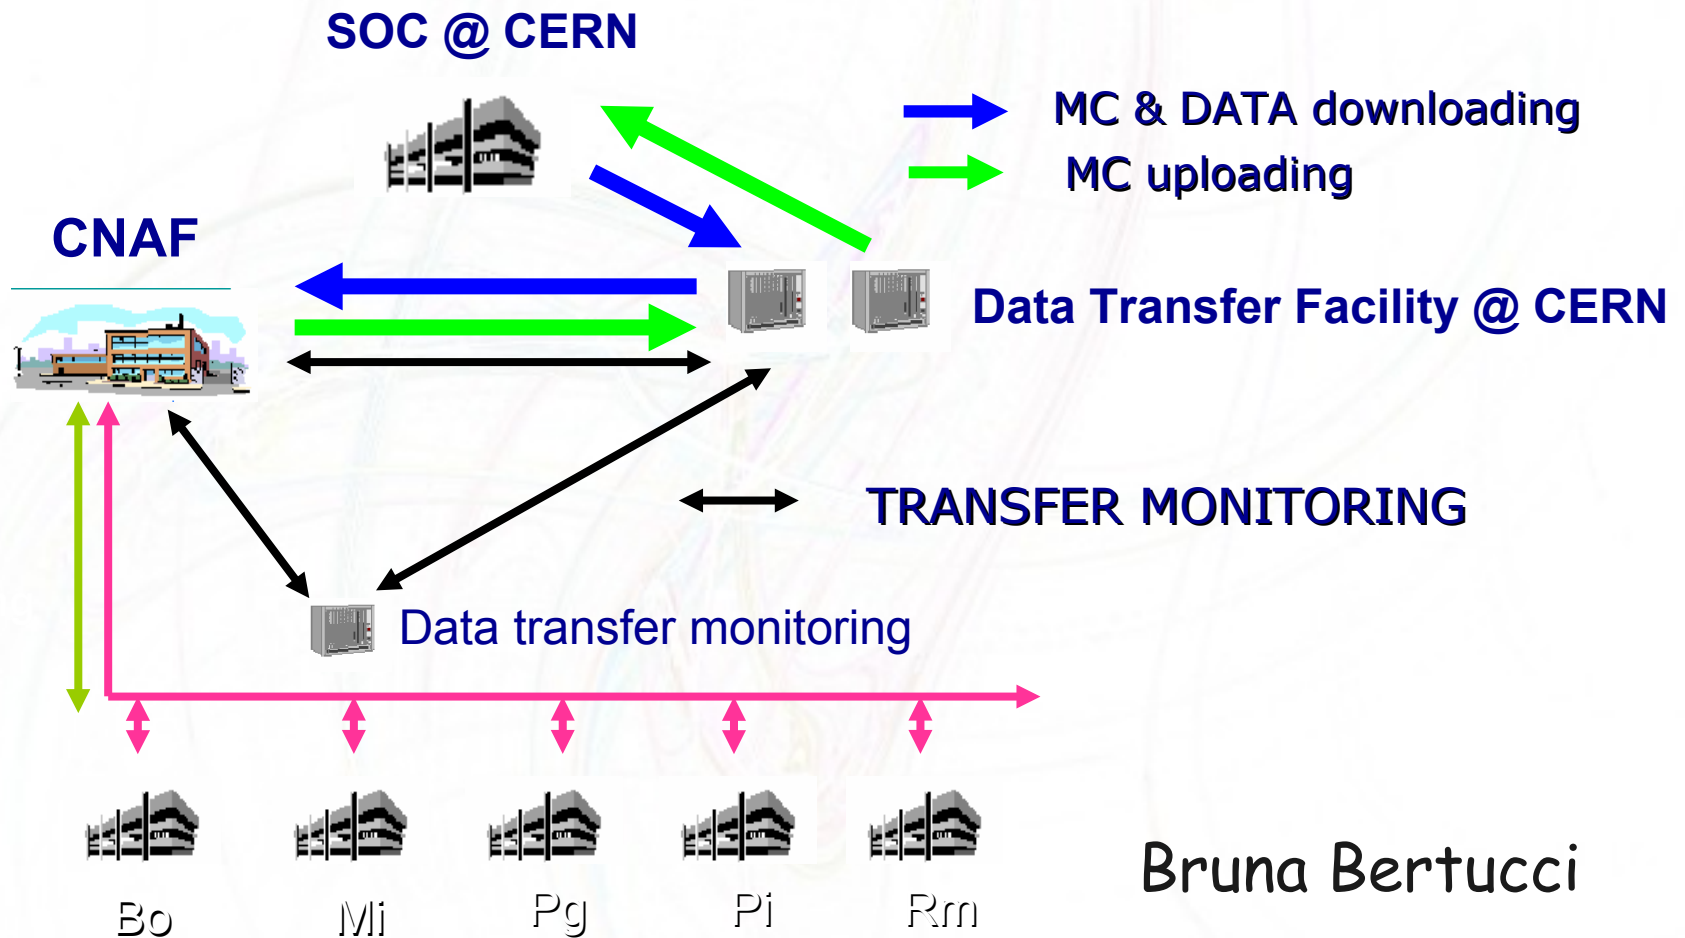 SOC @ CERN
MC & DATA downloading
MC uploading
CNAF
Data Transfer Facility @ CERN
TRANSFER MONITORING
Data transfer monitoring
Bruna Bertucci
Bo Mi Pg Pi Rm